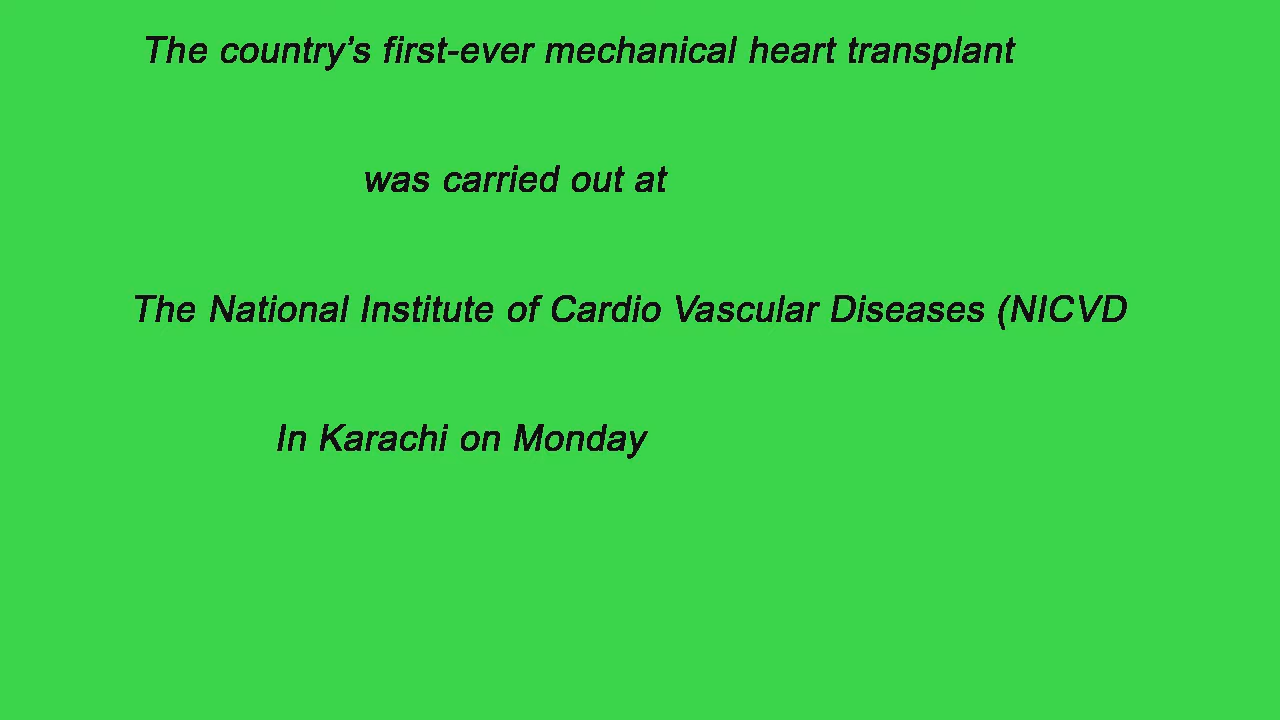 The country’s first-ever mechanical heart transplant
was carried out at
The National Institute of Cardio Vascular Diseases (NICVD
In Karachi on Monday